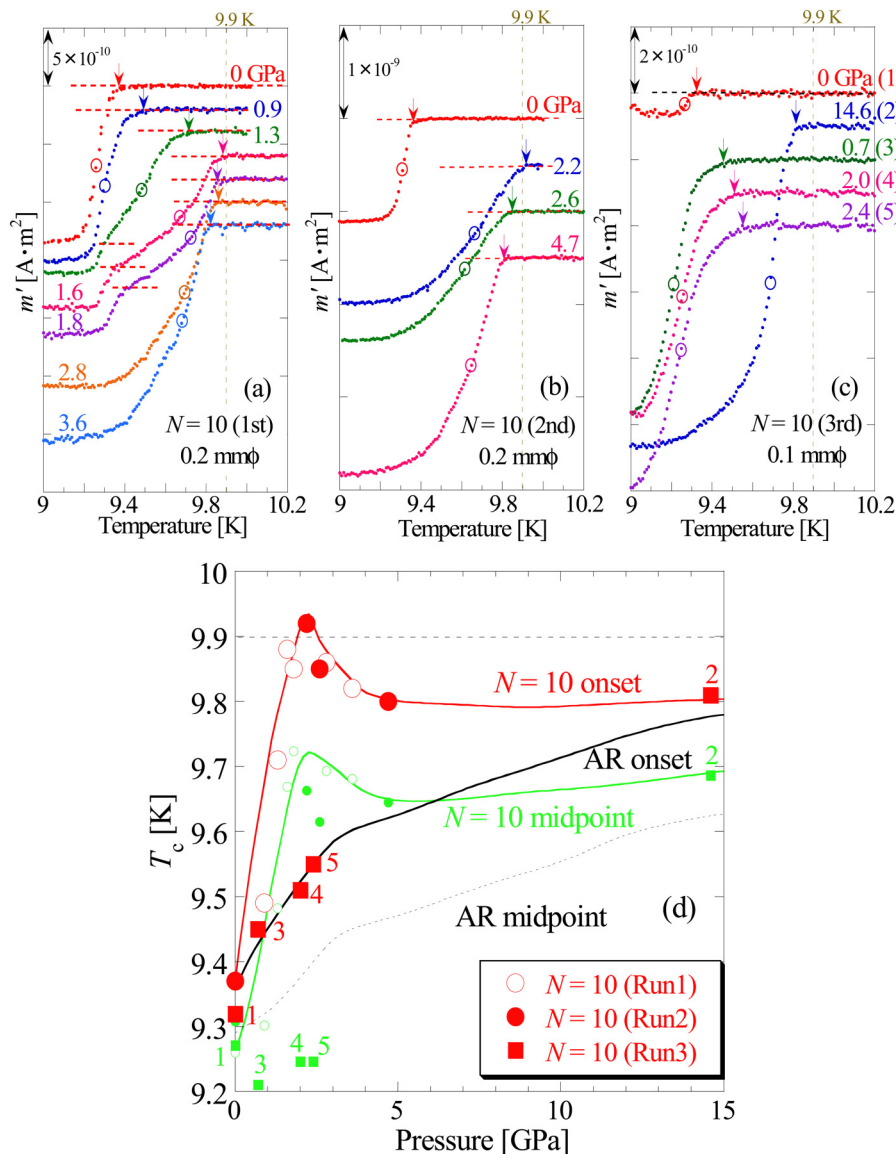 9.9 K
5 × 10⁻¹⁰
0 GPa
0.9
1.3
1.6
1.8
2.8
3.6
(a)
N = 10 (1st)
0.2 mmϕ
m′ [A·m²]
9 9.4 9.8 10.2
Temperature [K]
9.9 K
1 × 10⁻⁹
0 GPa
2.2
2.6
4.7
(b)
N = 10 (2nd)
0.2 mmϕ
m′ [A·m²]
9 9.4 9.8 10.2
Temperature [K]
9.9 K
2 × 10⁻¹⁰
0 GPa (1
14.6 (2)
0.7 (3)
2.0 (4)
2.4 (5)
(c)
N = 10 (3rd)
0.1 mmϕ
m′ [A·m²]
9 9.4 9.8 10.2
Temperature [K]
10
9.9
9.8
9.7
9.6
9.5
9.4
9.3
9.2
Tc [K]
N = 10 onset
2
AR onset
2
N = 10 midpoint
5
4
3
1
AR midpoint
(d)
1
3
4
5
N = 10 (Run1)
N = 10 (Run2)
N = 10 (Run3)
0 5 10 15
Pressure [GPa]